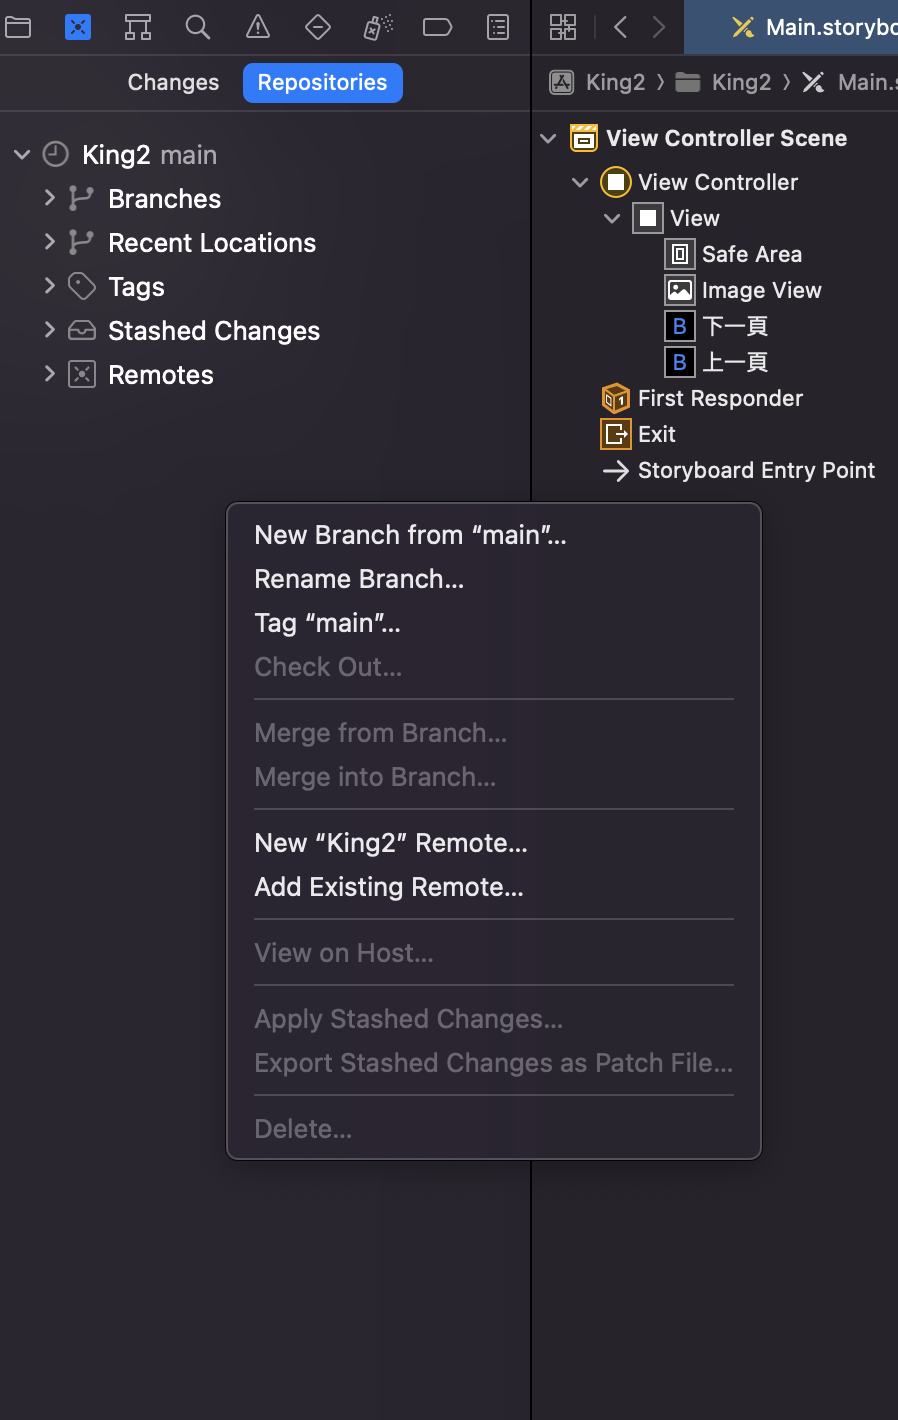 Main.storybo
Changes
Repositories
King2
King2
Main.s
King2 main
Branches
Recent Locations
Tags
Stashed Changes
Remotes
View Controller Scene
View Controller
View
Safe Area
Image View
B 下一頁
B 上一頁
First Responder
Exit
Storyboard Entry Point
New Branch from “main”...
Rename Branch...
Tag “main”...
Check Out...
Merge from Branch...
Merge into Branch...
New “King2” Remote...
Add Existing Remote...
View on Host...
Apply Stashed Changes...
Export Stashed Changes as Patch File...
Delete...